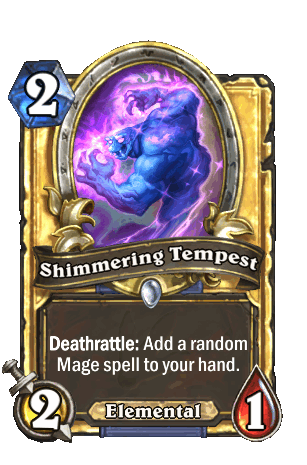 2
Shimmering Tempest
Deathrattle: Add a random
Mage spell to your hand.
2
Elemental
1